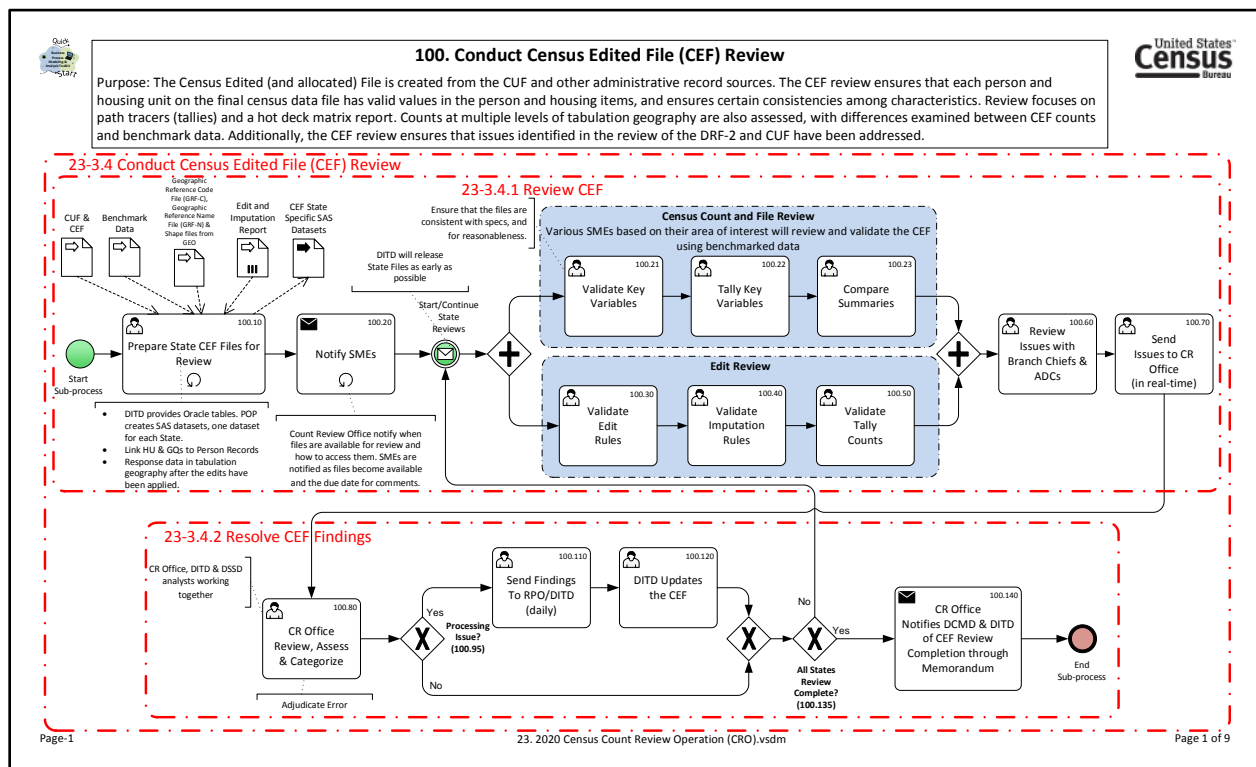 Quick
Business
Process
Modeling &
Analysis Toolkit
Start
100. Conduct Census Edited File (CEF) Review
Purpose: The Census Edited (and allocated) File is created from the CUF and other administrative record sources. The CEF review ensures that each person and
housing unit on the final census data file has valid values in the person and housing items, and ensures certain consistencies among characteristics. Review focuses on
path tracers (tallies) and a hot deck matrix report. Counts at multiple levels of tabulation geography are also assessed, with differences examined between CEF counts
and benchmark data. Additionally, the CEF review ensures that issues identified in the review of the DRF-2 and CUF have been addressed.
United States
Census
Bureau
23-3.4 Conduct Census Edited File (CEF) Review
CUF &
CEF
Benchmark
Data
Geographic
Reference Code
File (GRF-C),
Geographic
Reference Name
File (GRF-N) &
Shape files from
GEO
Edit and
Imputation
Report
CEF State
Specific SAS
Datasets
23-3.4.1 Review CEF
Ensure that the files are
consistent with specs, and
for reasonableness.
DITD will release
State Files as early as
possible
Start/Continue
State
Reviews
Census Count and File Review
Various SMEs based on their area of interest will review and validate the CEF
using benchmarked data
100.21
Validate Key
Variables
100.22
Tally Key
Variables
100.23
Compare
Summaries
Start
Sub-process
100.10
Prepare State CEF Files for
Review
100.20
Notify SMEs
Edit Review
100.30
Validate
Edit
Rules
100.40
Validate
Imputation
Rules
100.50
Validate
Tally
Counts
100.60
Review
Issues with
Branch Chiefs &
ADCs
100.70
Send
Issues to CR
Office
(in real-time)
• DITD provides Oracle tables. POP
creates SAS datasets, one dataset
for each State.
• Link HU & GQs to Person Records
• Response data in tabulation
geography after the edits have
been applied.
Count Review Office notify when
files are available for review and
how to access them. SMEs are
notified as files become available
and the due date for comments.
23-3.4.2 Resolve CEF Findings
CR Office, DITD & DSSD
analysts working
together
100.80
CR Office
Review, Assess
& Categorize
Adjudicate Error
X
Yes
Processing
Issue?
(100.95)
No
100.110
Send Findings
To RPO/DITD
(daily)
100.120
DITD Updates
the CEF
X
X
No
Yes
All States
Review
Complete?
(100.135)
100.140
CR Office
Notifies DCMD & DITD
of CEF Review
Completion through
Memorandum
End
Sub-process
Page-1
23. 2020 Census Count Review Operation (CRO).vsdm
Page 1 of 9